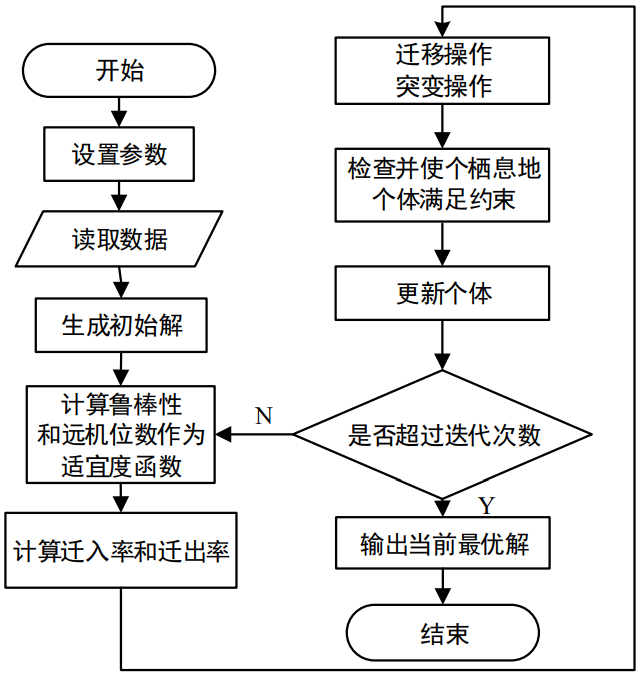 开始
设置参数
读取数据
生成初始解
计算鲁棒性
和远机位数作为
适宜度函数
计算迁入率和迁出率
迁移操作
突变操作
检查并使个栖息地
个体满足约束
更新个体
是否超过迭代次数
N
Y
输出当前最优解
结束